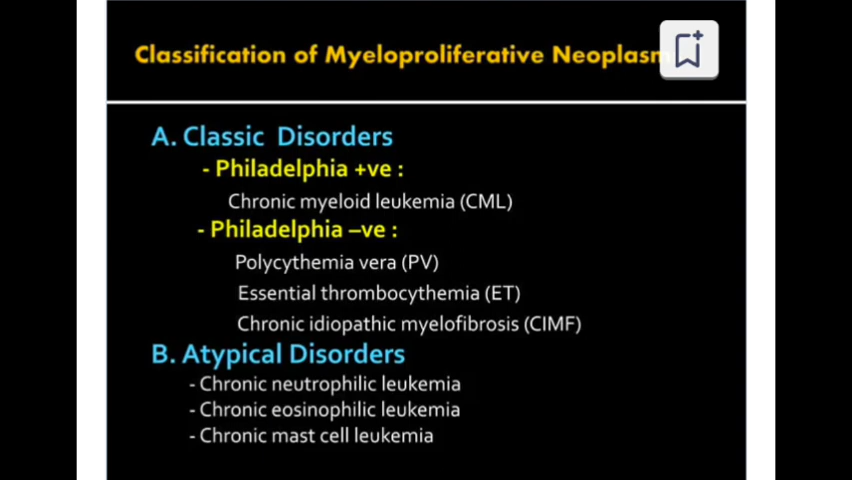 Classification of Myeloproliferative Neoplasm
A. Classic Disorders
- Philadelphia +ve :
Chronic myeloid leukemia (CML)
- Philadelphia –ve :
Polycythemia vera (PV)
Essential thrombocythemia (ET)
Chronic idiopathic myelofibrosis (CIMF)
B. Atypical Disorders
- Chronic neutrophilic leukemia
- Chronic eosinophilic leukemia
- Chronic mast cell leukemia